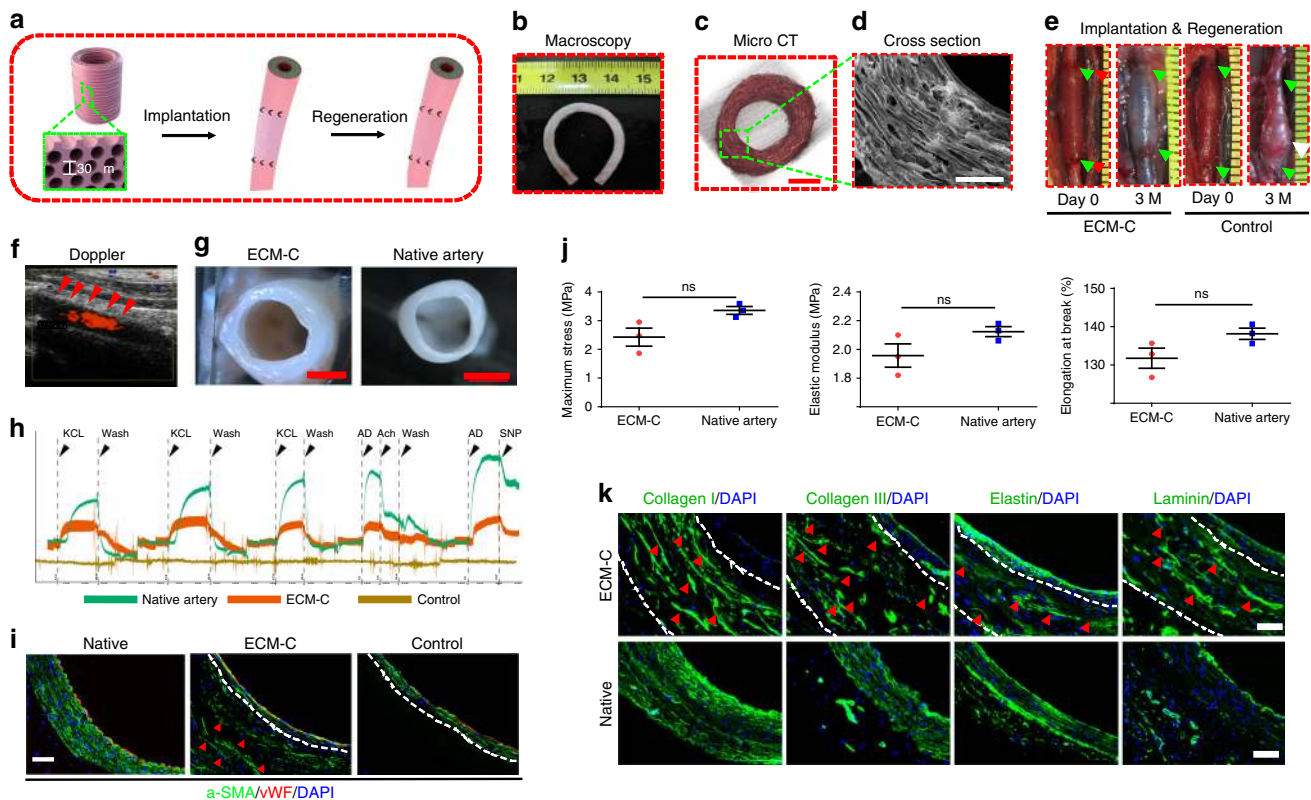 a
Implantation
Regeneration
30 m
b
Macroscopy
1 12 13 14 15
c
Micro CT
d
Cross section
e
Implantation & Regeneration
Day 0
3 M
Day 0
3 M
ECM-C
Control
f
Doppler
g
ECM-C
Native artery
j
Maximum stress (MPa)
4
3
2
1
0
ns
ECM-C
Native artery
Elastic modulus (MPa)
2.6
2.4
2.2
2.0
1.8
ns
ECM-C
Native artery
Elongation at break (%)
150
140
130
120
ns
ECM-C
Native artery
h
KCL
Wash
KCL
Wash
KCL
Wash
AD
Ach
Wash
AD
SNP
Native artery
ECM-C
Control
i
Native
ECM-C
Control
a-SMA/vWF/DAPI
k
Collagen I/DAPI
Collagen III/DAPI
Elastin/DAPI
Laminin/DAPI
ECM-C
Native